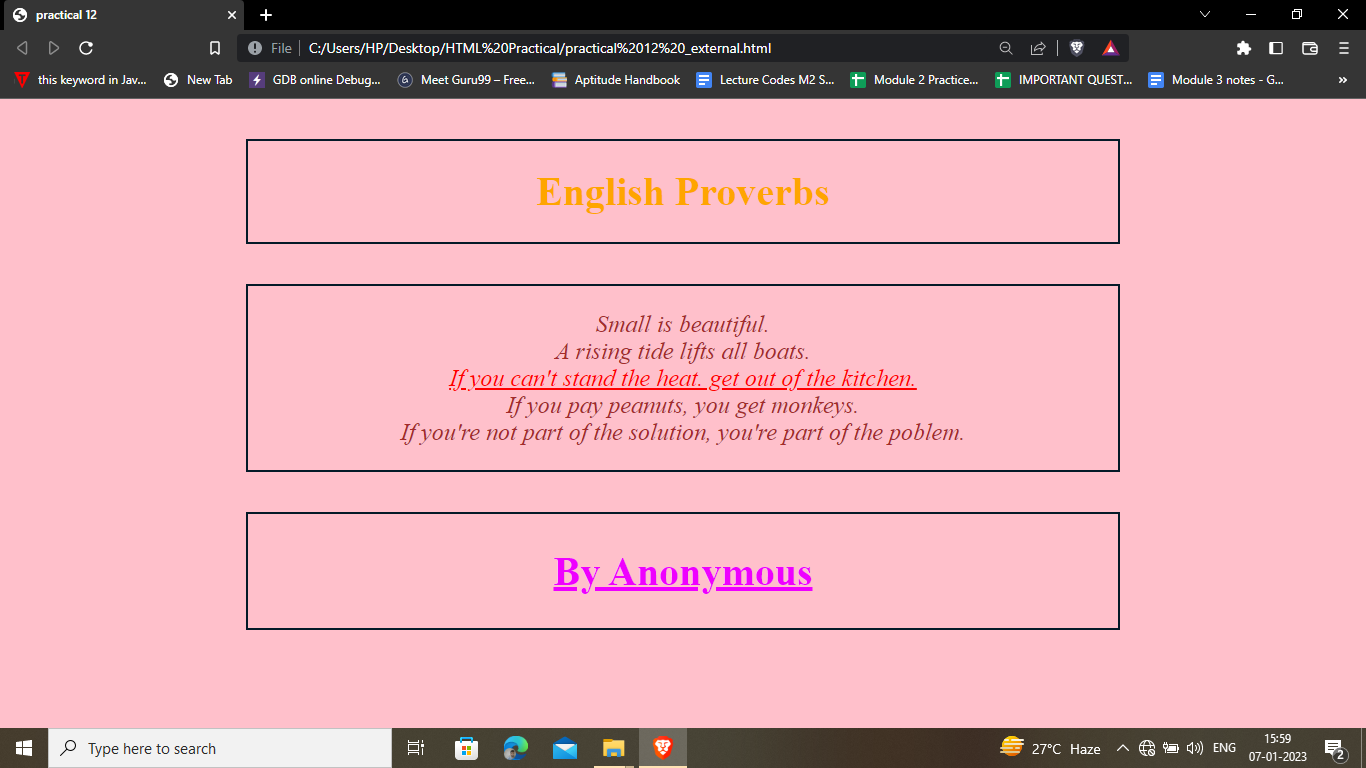 practical 12
File
C:/Users/HP/Desktop/HTML%20Practical/practical%2012%20_external.html
this keyword in Jav...
New Tab
GDB online Debug...
Meet Guru99 – Free...
Aptitude Handbook
Lecture Codes M2 S...
Module 2 Practice...
IMPORTANT QUEST...
Module 3 notes - G...
English Proverbs
Small is beautiful.
A rising tide lifts all boats.
If you can't stand the heat. get out of the kitchen.
If you pay peanuts, you get monkeys.
If you're not part of the solution, you're part of the poblem.
By Anonymous
Type here to search
27°C Haze
ENG
15:59
07-01-2023
2